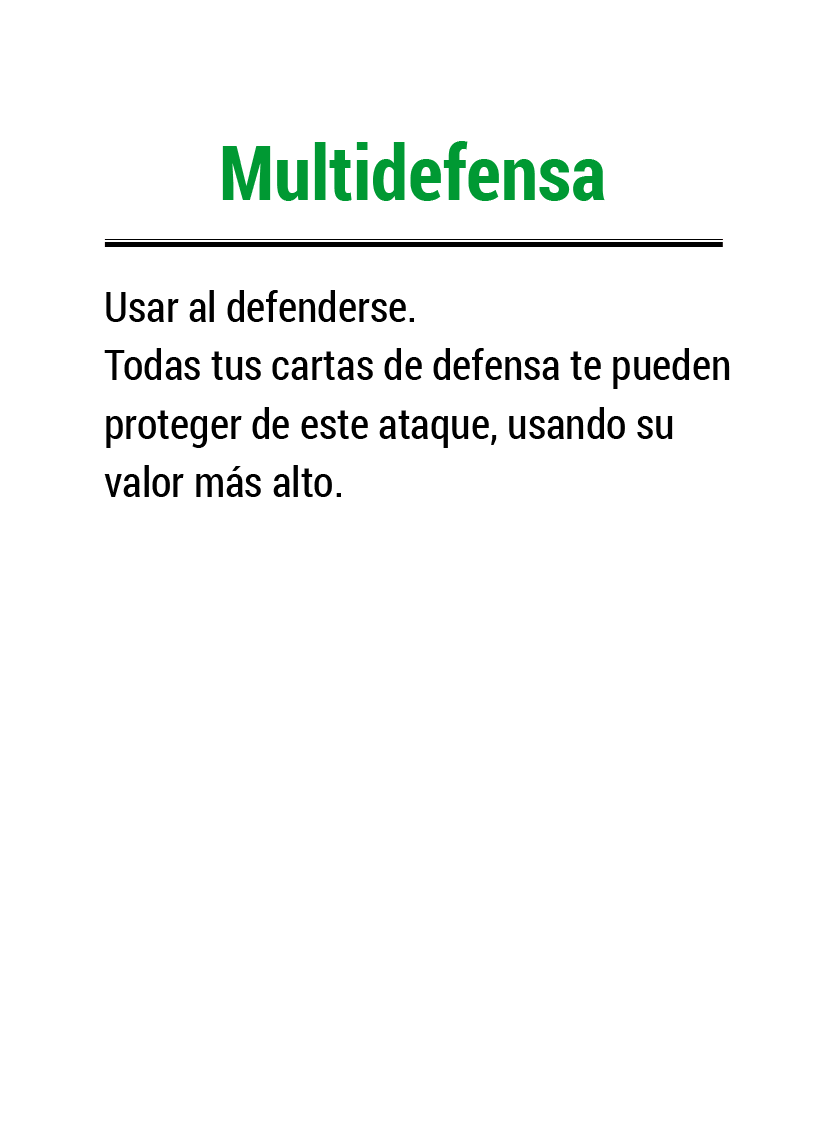 Multidefensa
Usar al defenderse.
Todas tus cartas de defensa te pueden
proteger de este ataque, usando su
valor más alto.